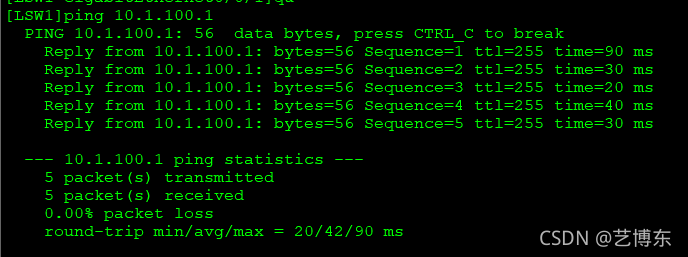 [LSW1]ping 10.1.100.1
PING 10.1.100.1: 56 data bytes, press CTRL_C to break
Reply from 10.1.100.1: bytes=56 Sequence=1 ttl=255 time=90 ms
Reply from 10.1.100.1: bytes=56 Sequence=2 ttl=255 time=30 ms
Reply from 10.1.100.1: bytes=56 Sequence=3 ttl=255 time=20 ms
Reply from 10.1.100.1: bytes=56 Sequence=4 ttl=255 time=40 ms
Reply from 10.1.100.1: bytes=56 Sequence=5 ttl=255 time=30 ms
--- 10.1.100.1 ping statistics ---
5 packet(s) transmitted
5 packet(s) received
0.00% packet loss
round-trip min/avg/max = 20/42/90 ms
CSDN @艺博东